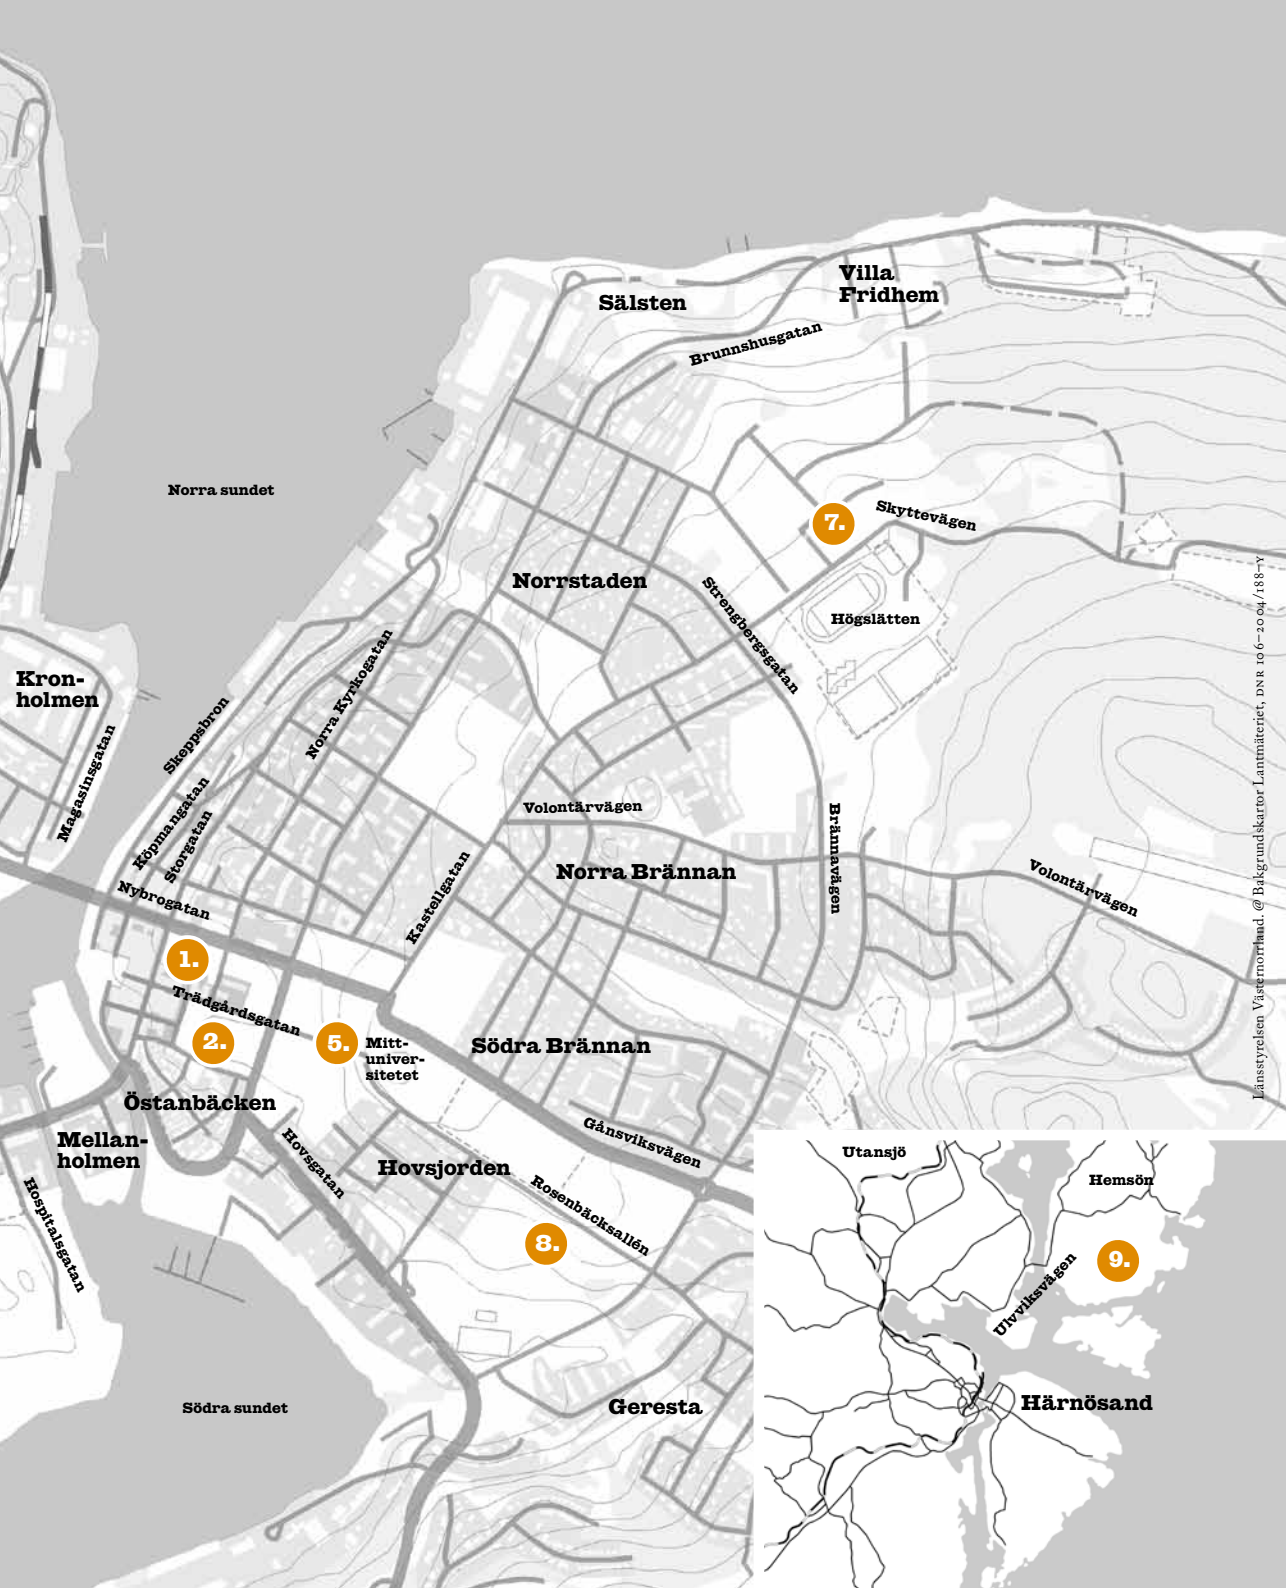 Villa
Fridhem
Sälsten
Brunnshusgatan
Norra sundet
7.
Skyttevägen
Norrstaden
Strengbergsgatan
Högslätten
Kron-
holmen
Magasinsgatan
Skeppsbron
Norra Kyrkogatan
Köpmangatan
Storgatan
Nybrogatan
Volontärvägen
Brännavägen
Norra Brännan
Kastellgatan
Volontärvägen
1.
Trädgårdsgatan
2.
5.
Mitt-
univer-
sitetet
Södra Brännan
Östanbäcken
Mellan-
holmen
Hospitalsgatan
Hovsgatan
Hovsjorden
Gånsviksvägen
Rosenbäcksallén
8.
Södra sundet
Geresta
Utansjö
Hemsön
9.
Ulvviksvägen
Härnösand
Länsstyrelsen Västernorrland. @ Bakgrundskartor Lantmäteriet, DNR 106–2004/188–Y